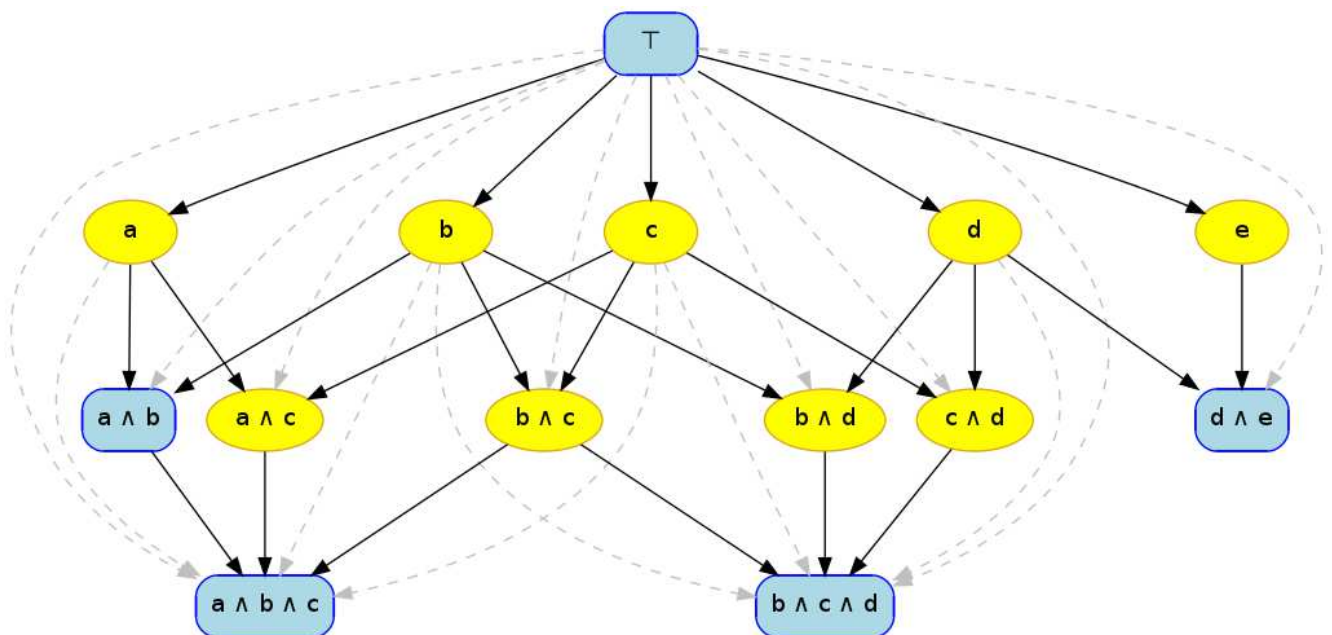 ⊤
a b c d e
a ∧ b a ∧ c b ∧ c b ∧ d c ∧ d d ∧ e
a ∧ b ∧ c b ∧ c ∧ d